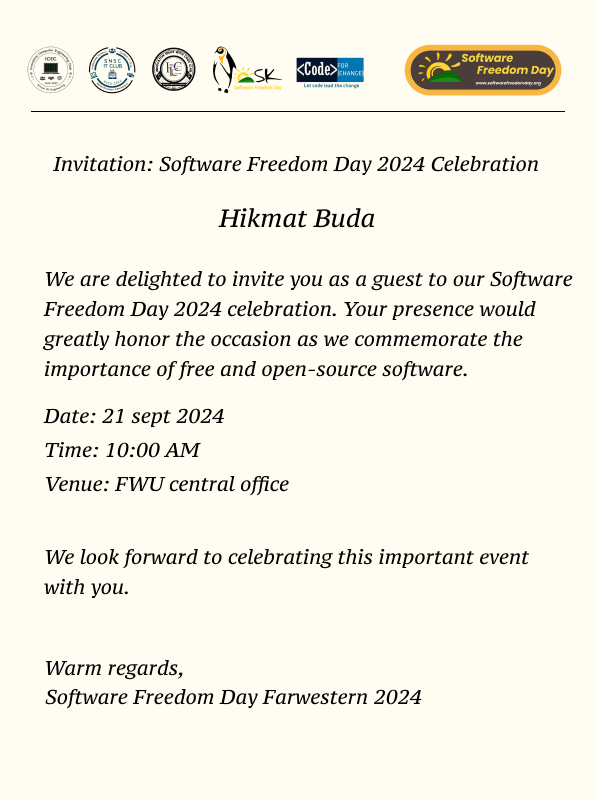 ICEC
SNSC
IT CLUB
LEC
OSK
Software Freedom Day
<Code>
FOR
CHANGE
Let code lead the change
Software
Freedom Day
www.softwarefreedomday.org
Invitation: Software Freedom Day 2024 Celebration
Hikmat Buda
We are delighted to invite you as a guest to our Software
Freedom Day 2024 celebration. Your presence would
greatly honor the occasion as we commemorate the
importance of free and open-source software.
Date: 21 sept 2024
Time: 10:00 AM
Venue: FWU central office
We look forward to celebrating this important event
with you.
Warm regards,
Software Freedom Day Farwestern 2024